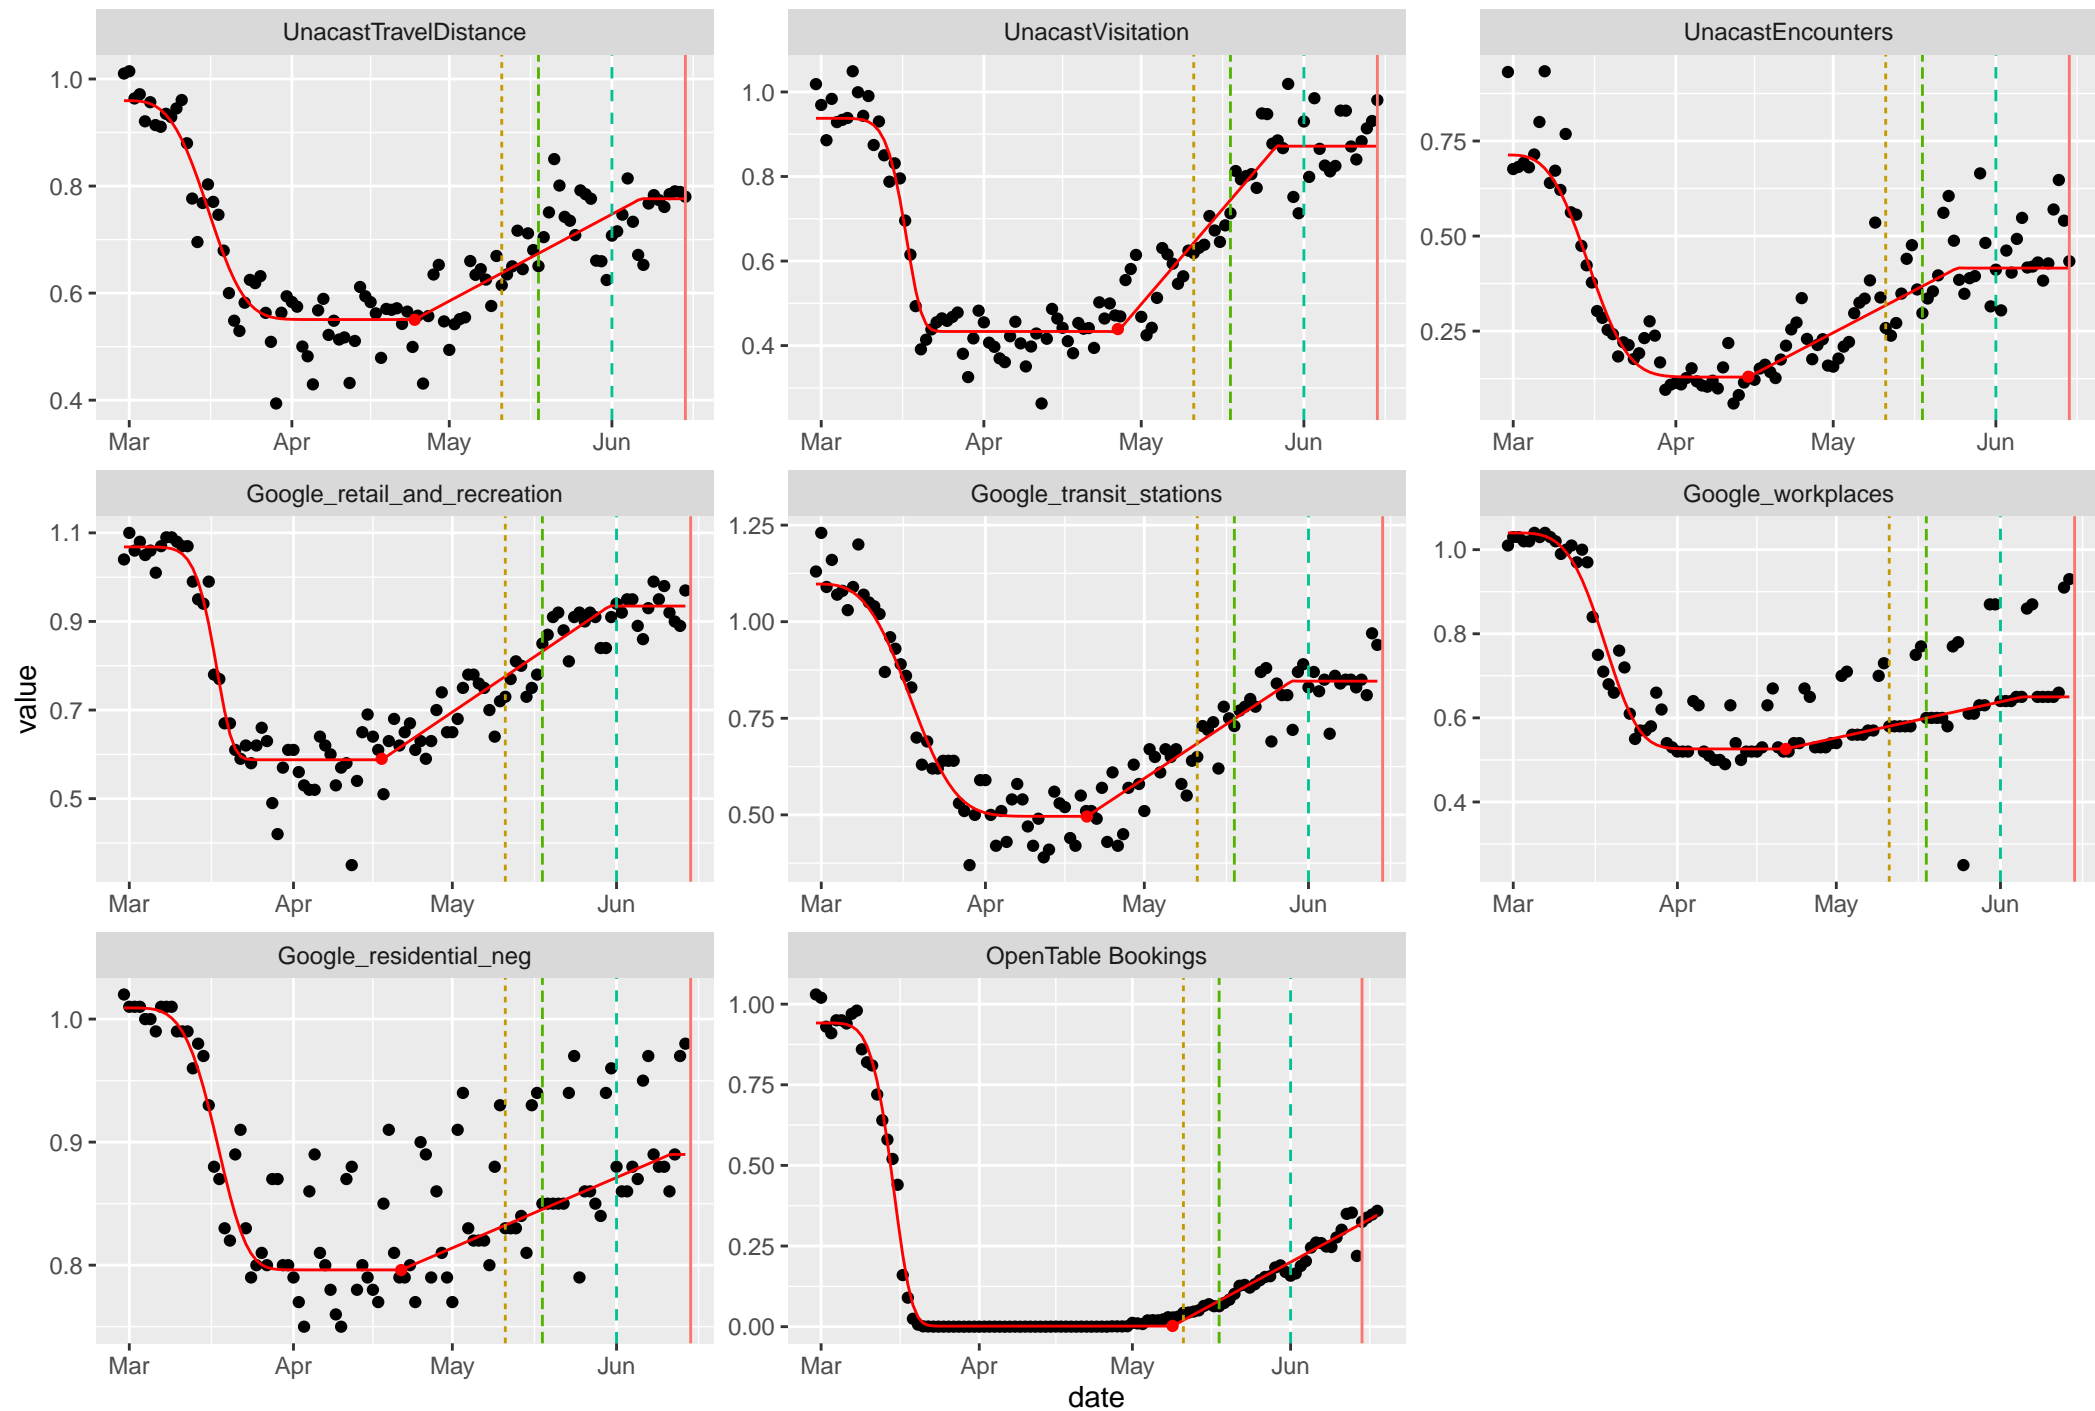 UnacastTravelDistance
UnacastVisitation
UnacastEncounters
1.0
0.8
0.6
0.4
Mar Apr May Jun
1.0
0.8
0.6
0.4
Mar Apr May Jun
0.75
0.50
0.25
Mar Apr May Jun
Google_retail_and_recreation
Google_transit_stations
Google_workplaces
value
1.1
0.9
0.7
0.5
Mar Apr May Jun
1.25
1.00
0.75
0.50
Mar Apr May Jun
1.0
0.8
0.6
0.4
Mar Apr May Jun
Google_residential_neg
OpenTable Bookings
1.0
0.9
0.8
Mar Apr May Jun
1.00
0.75
0.50
0.25
0.00
Mar Apr May Jun
date